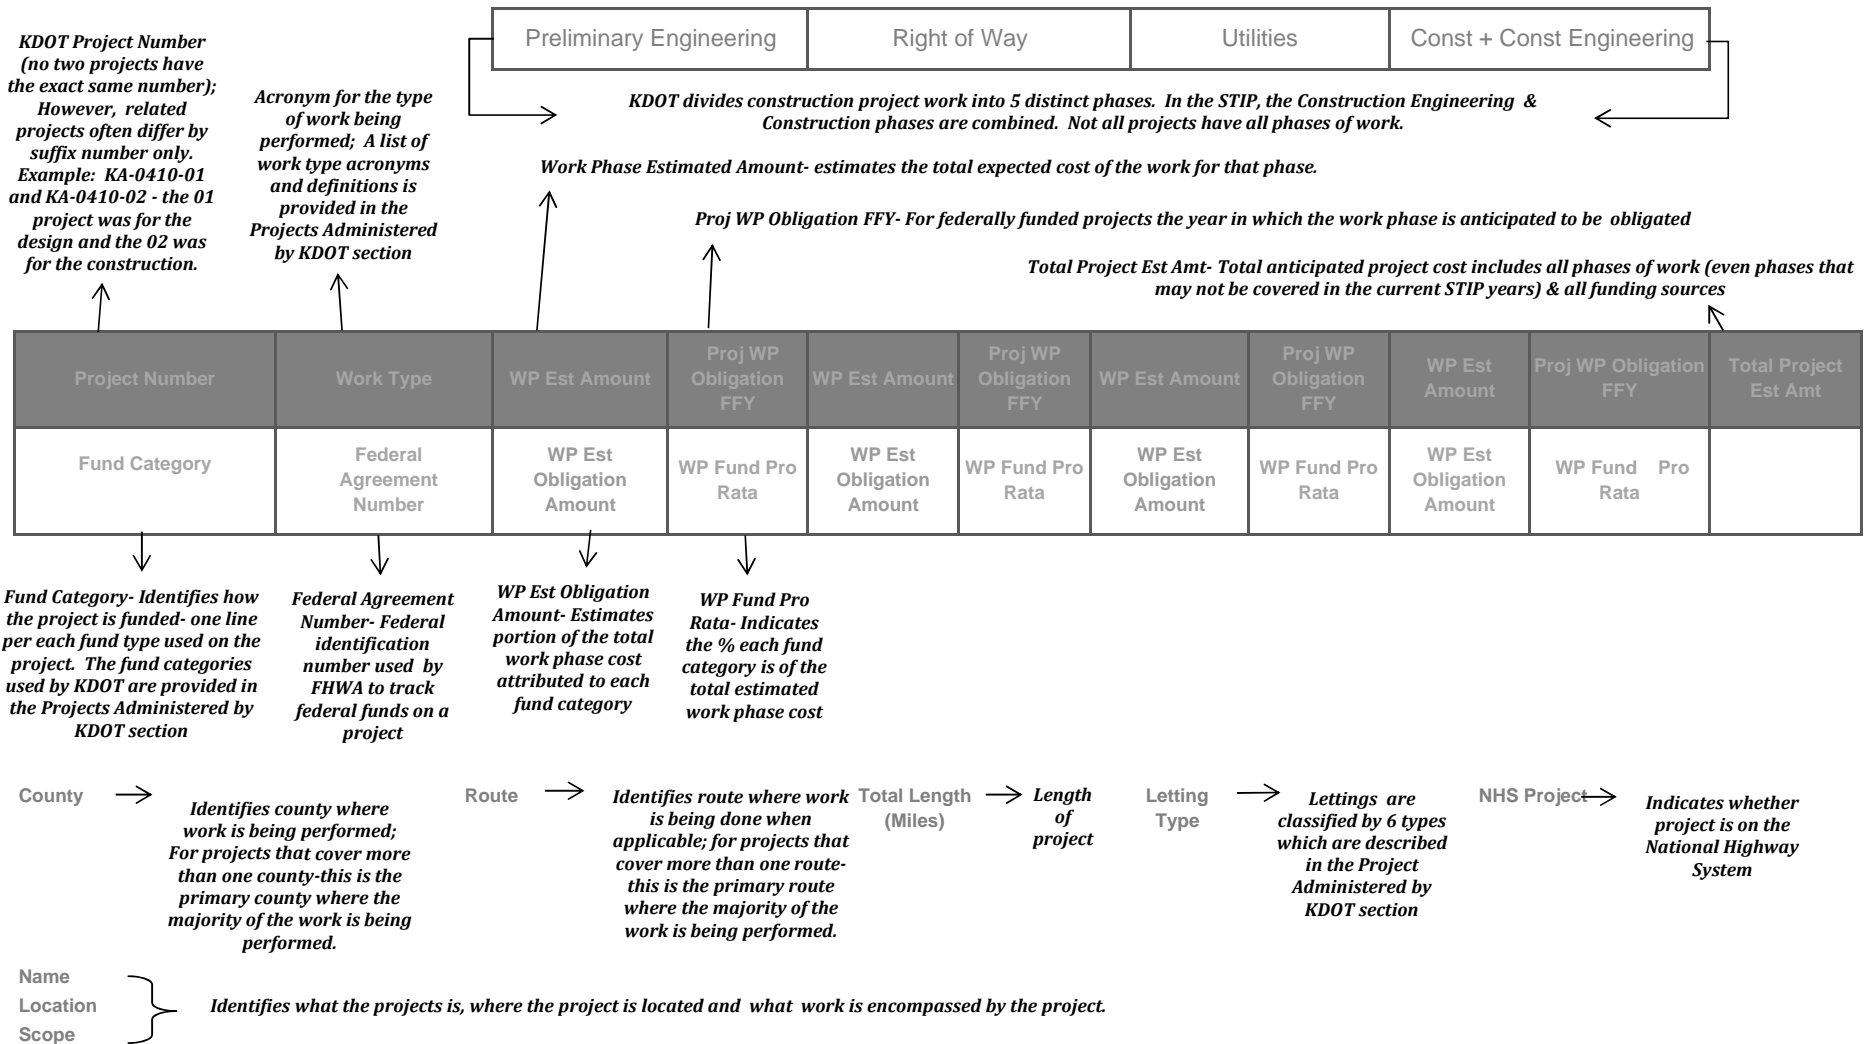 Preliminary Engineering
Right of Way
Utilities
Const + Const Engineering
KDOT Project Number
(no two projects have
the exact same number);
However, related
projects often differ by
suffix number only.
Example: KA-0410-01
and KA-0410-02 - the 01
project was for the
design and the 02 was
for the construction.
Acronym for the type
of work being
performed; A list of
work type acronyms
and definitions is
provided in the
Projects Administered
by KDOT section
KDOT divides construction project work into 5 distinct phases. In the STIP, the Construction Engineering &
Construction phases are combined. Not all projects have all phases of work.
Work Phase Estimated Amount- estimates the total expected cost of the work for that phase.
Proj WP Obligation FFY- For federally funded projects the year in which the work phase is anticipated to be obligated
Total Project Est Amt- Total anticipated project cost includes all phases of work (even phases that
may not be covered in the current STIP years) & all funding sources
Project Number
Work Type
WP Est Amount
Proj WP
Obligation
FFY
WP Est Amount
Proj WP
Obligation
FFY
WP Est Amount
Proj WP
Obligation
FFY
WP Est
Amount
Proj WP Obligation
FFY
Total Project
Est Amt
Fund Category
Federal
Agreement
Number
WP Est
Obligation
Amount
WP Fund Pro
Rata
WP Est
Obligation
Amount
WP Fund Pro
Rata
WP Est
Obligation
Amount
WP Fund Pro
Rata
WP Est
Obligation
Amount
WP Fund Pro
Rata
Fund Category- Identifies how
the project is funded- one line
per each fund type used on the
project. The fund categories
used by KDOT are provided in
the Projects Administered by
KDOT section
Federal Agreement
Number- Federal
identification
number used by
FHWA to track
federal funds on a
project
WP Est Obligation
Amount- Estimates
portion of the total
work phase cost
attributed to each
fund category
WP Fund Pro
Rata- Indicates
the % each fund
category is of the
total estimated
work phase cost
County
Identifies county where
work is being performed;
For projects that cover more
than one county-this is the
primary county where the
majority of the work is being
performed.
Route
Identifies route where work
is being done when
applicable; for projects that
cover more than one route-
this is the primary route
where the majority of the
work is being performed.
Total Length
(Miles)
Length
of
project
Letting
Type
Lettings are
classified by 6 types
which are described
in the Project
Administered by
KDOT section
NHS Project
Indicates whether
project is on the
National Highway
System
Name
Location
Scope
Identifies what the projects is, where the project is located and what work is encompassed by the project.